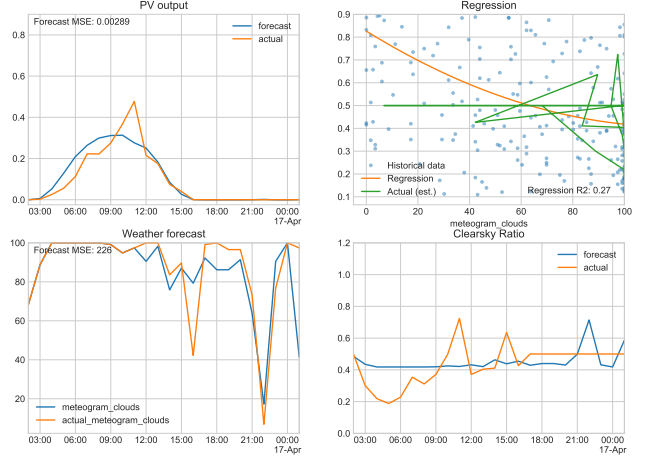 PV output
Forecast MSE: 0.00289
forecast
actual
0.8
0.6
0.4
0.2
0.0
03:00 06:00 09:00 12:00 15:00 18:00 21:00 00:00
17-Apr
Regression
0.9
0.8
0.7
0.6
0.5
0.4
0.3
0.2
0.1
Historical data
Regression
Actual (est.)
Regression R2: 0.27
0 20 40 60 80 100
meteogram_clouds
Weather forecast
Forecast MSE: 226
100
80
60
40
20
meteogram_clouds
actual_meteogram_clouds
03:00 06:00 09:00 12:00 15:00 18:00 21:00 00:00
17-Apr
Clearsky Ratio
forecast
actual
1.2
1.0
0.8
0.6
0.4
0.2
0.0
03:00 06:00 09:00 12:00 15:00 18:00 21:00 00:00
17-Apr